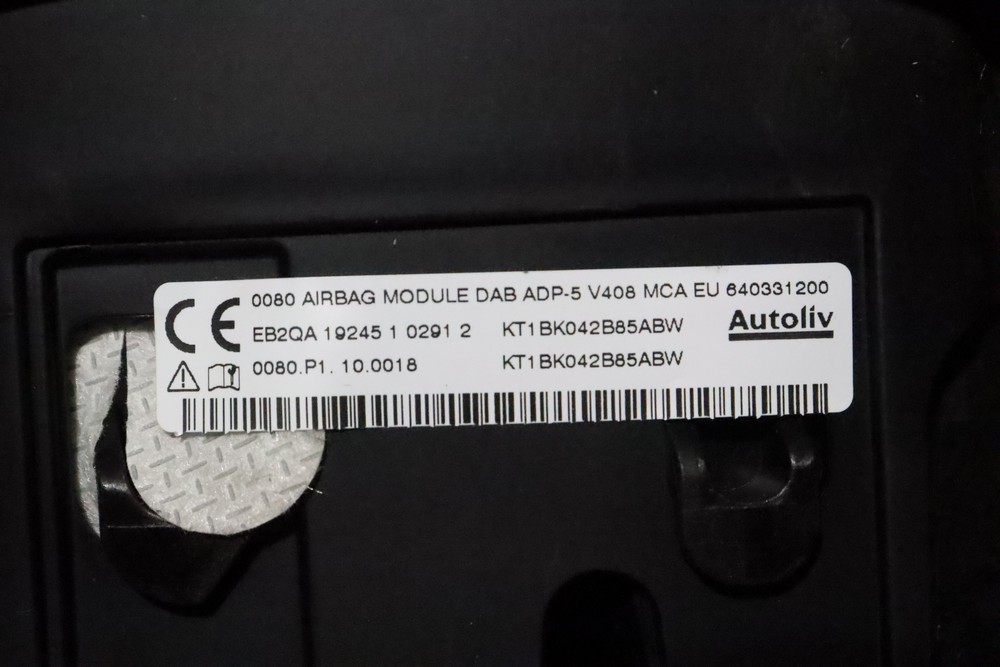 CE 0080 AIRBAG MODULE DAB ADP-5 V408 MCA EU 640331200
EB2QA 19245 1 0291 2 KT1BK042B85ABW Autoliv
0080.P1. 10.0018 KT1BK042B85ABW